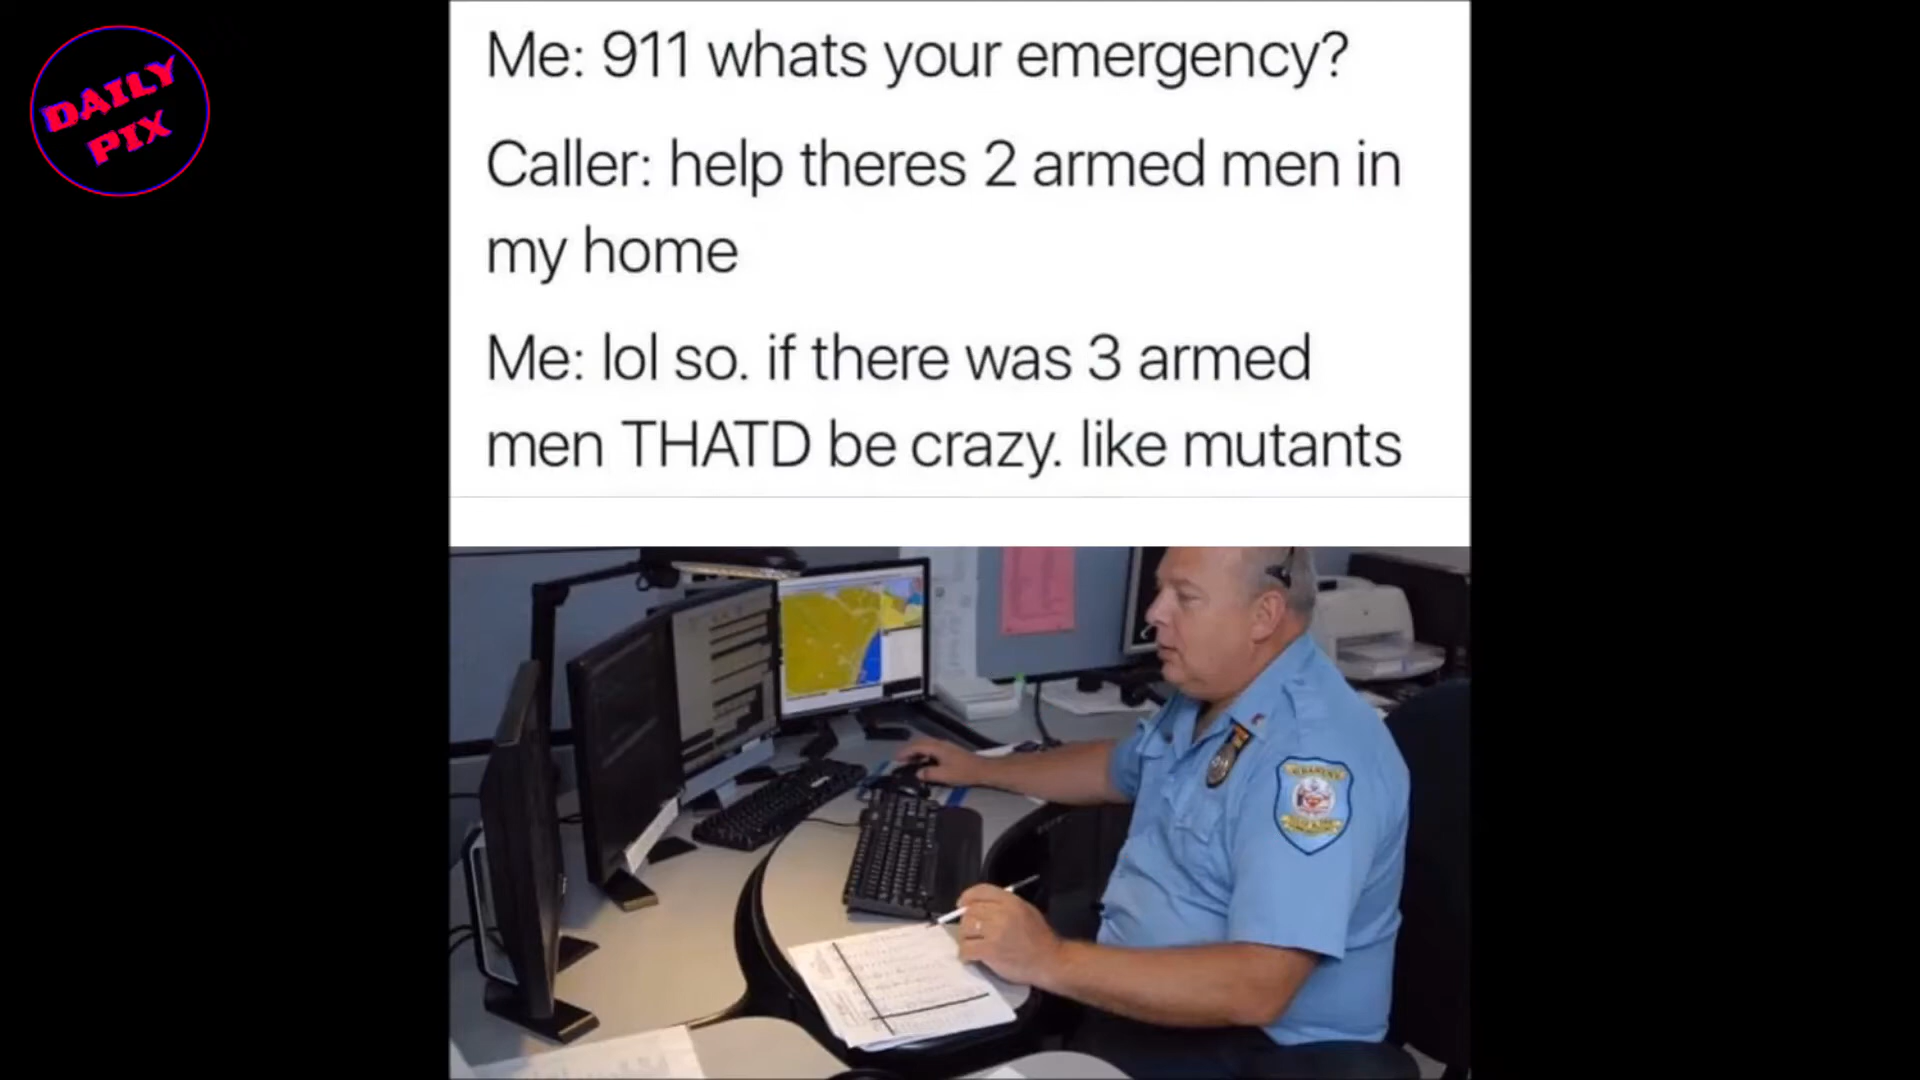 DAILY
PIX
Me: 911 whats your emergency?
Caller: help theres 2 armed men in
my home
Me: lol so. if there was 3 armed
men THATD be crazy. like mutants